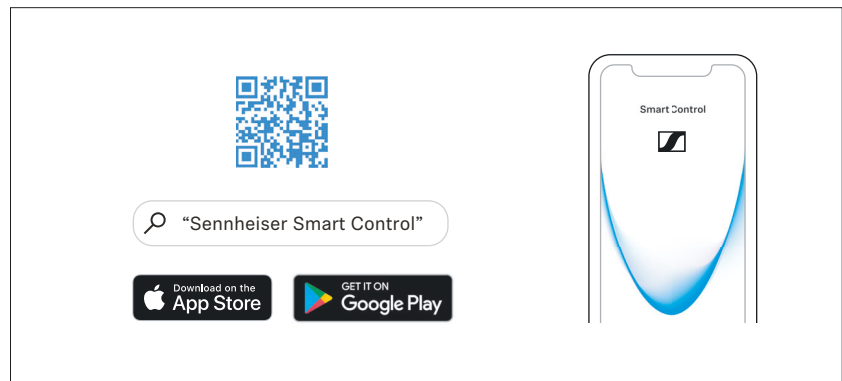 “Sennheiser Smart Control”
Download on the
App Store
GET IT ON
Google Play
Smart Control